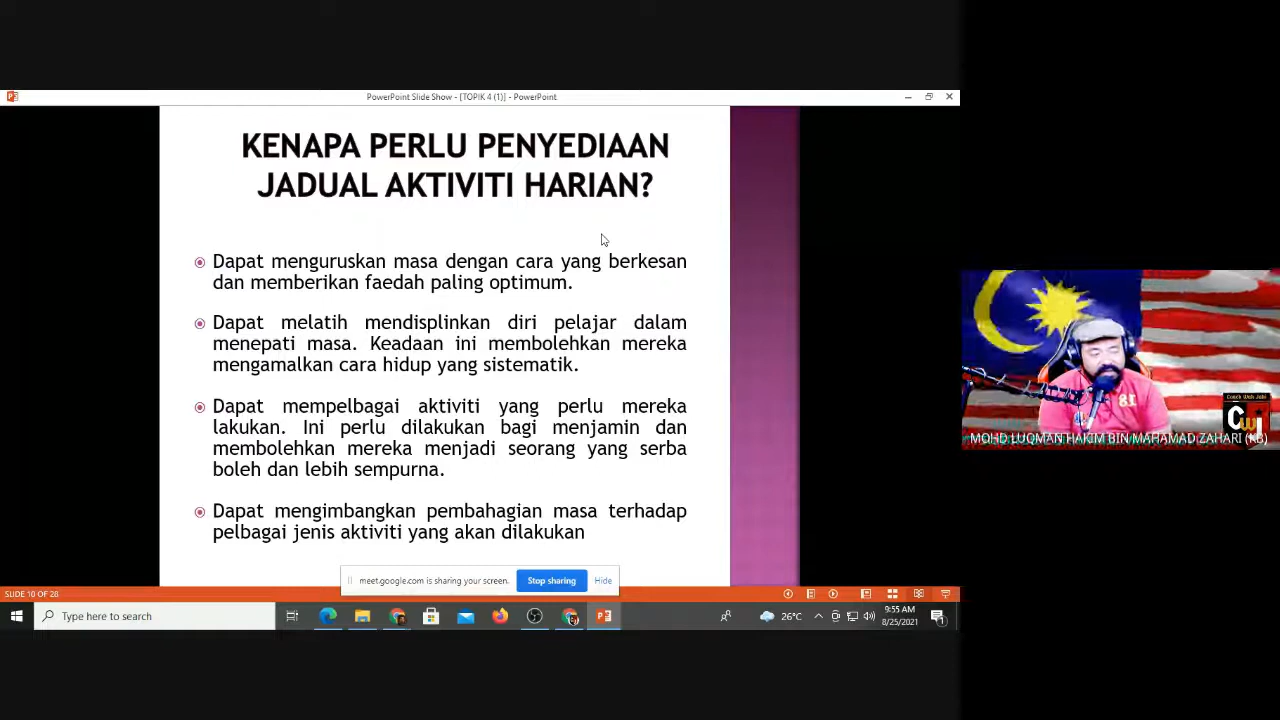 PowerPoint Slide Show - [TOPIK 4 (1)] - PowerPoint
KENAPA PERLU PENYEDIAAN
JADUAL AKTIVITI HARIAN?
Dapat menguruskan masa dengan cara yang berkesan
dan memberikan faedah paling optimum.
Dapat melatih mendisplinkan diri pelajar dalam
menepati masa. Keadaan ini membolehkan mereka
mengamalkan cara hidup yang sistematik.
Dapat mempelbagai aktiviti yang perlu mereka
lakukan. Ini perlu dilakukan bagi menjamin dan
membolehkan mereka menjadi seorang yang serba
boleh dan lebih sempurna.
Dapat mengimbangkan pembahagian masa terhadap
pelbagai jenis aktiviti yang akan dilakukan
meet.google.com is sharing your screen.
Stop sharing
Hide
SLIDE 10 OF 28
Type here to search
26°C
9:55 AM
8/25/2021
1
81
CW
MOHD LUQMANHAKIM BIN MAHAMAD ZAHARI (KB)